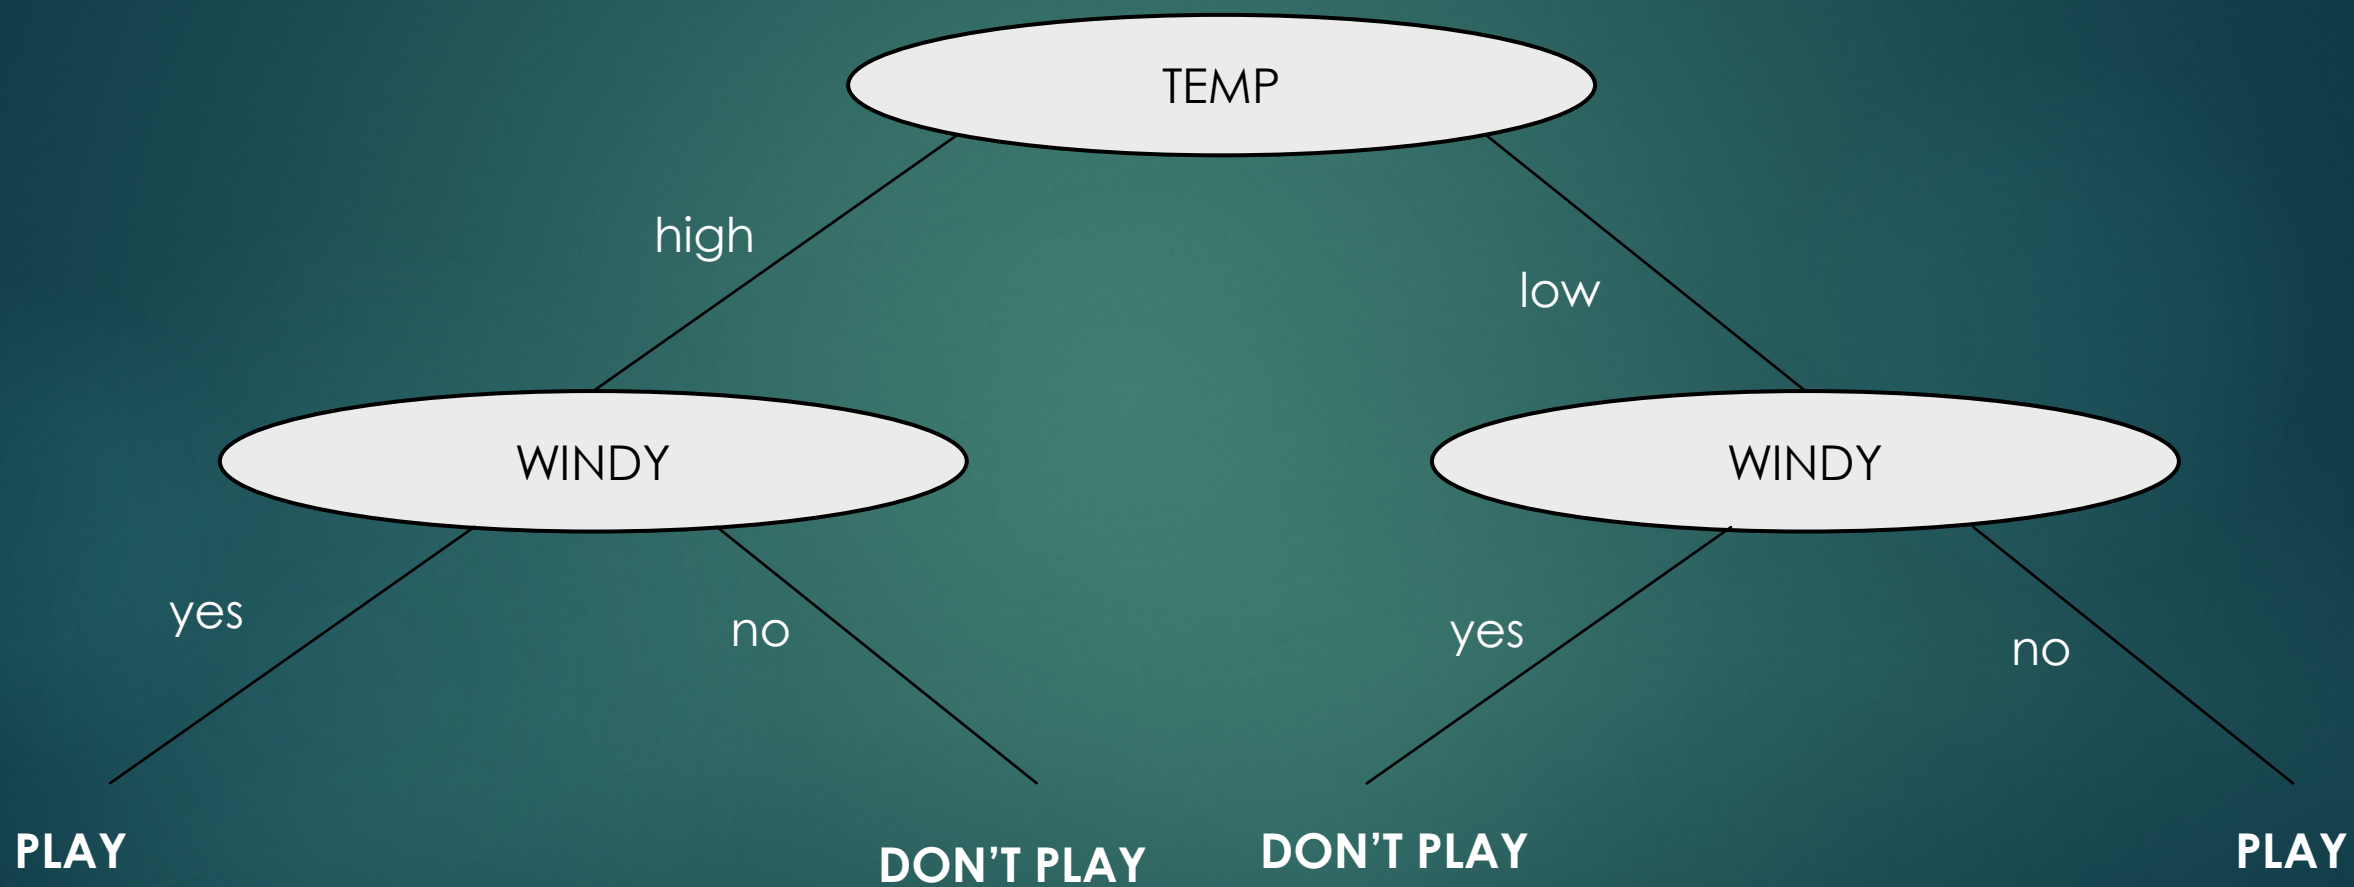 TEMP
high
low
WINDY
WINDY
yes
no
yes
no
PLAY
DON’T PLAY
DON’T PLAY
PLAY